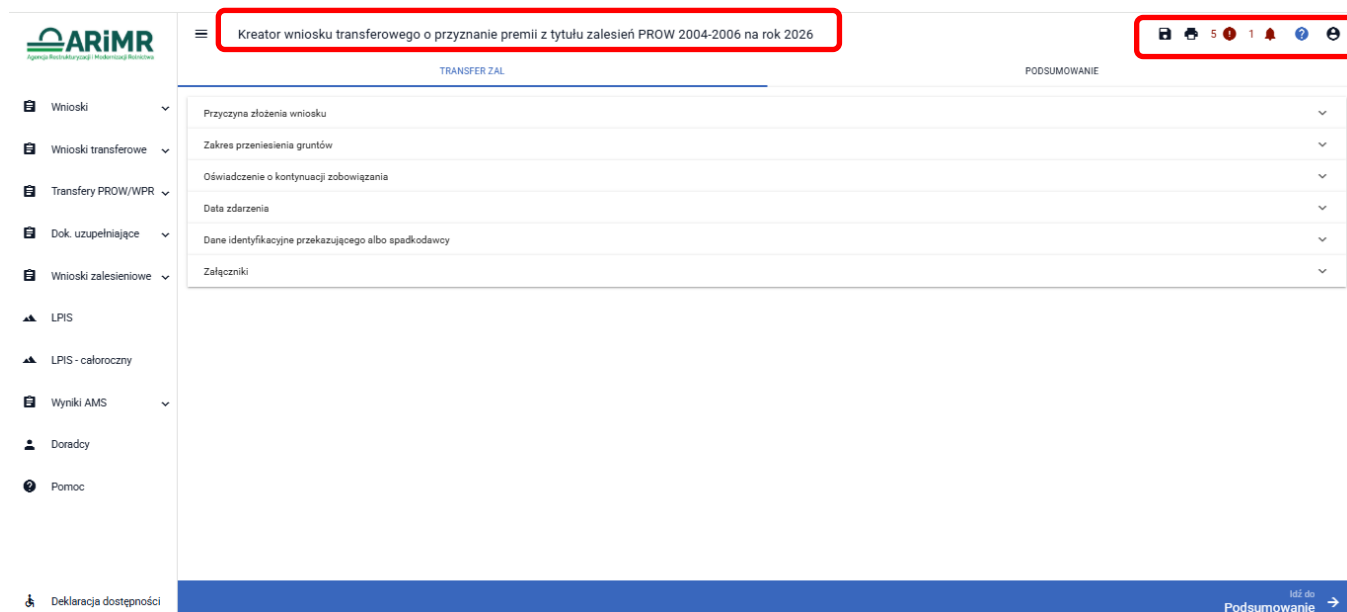 ARiMR
Agencja Restrukturyzacji i Modernizacji Rolnictwa
Kreator wniosku transferowego o przyznanie premii z tytułu zalesień PROW 2004-2006 na rok 2026
5 1
TRANSFER ZAL
PODSUMOWANIE
Wnioski
Wnioski transferowe
Transfery PROW/WPR
Dok. uzupełniające
Wnioski zalesieniowe
LPIS
LPIS - całoroczny
Wyniki AMS
Doradcy
Pomoc
Deklaracja dostępności
Przyczyna złożenia wniosku
Zakres przeniesienia gruntów
Oświadczenie o kontynuacji zobowiązania
Data zdarzenia
Dane identyfikacyjne przekazującego albo spadkodawcy
Załączniki
Idź do
Podsumowanie